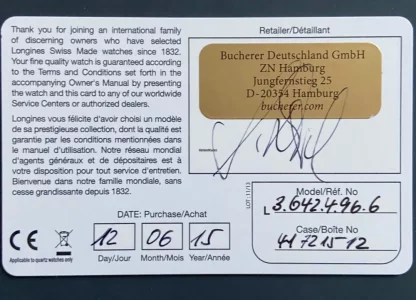 Thank you for joining an international family
of discerning owners who have selected
Longines Swiss Made watches since 1832.
Your fine quality watch is guaranteed according
to the Terms and Conditions set forth in the
accompanying Owner's Manual by presenting
the watch and this card to any of our worldwide
Service Centers or authorized dealers.
Longines vous félicite d'avoir choisi un modèle
de sa prestigieuse collection, dont la qualité est
garantie par les conditions mentionnées dans
le manuel d'utilisation. Notre réseau mondial
d'agents généraux et de dépositaires est à
votre disposition pour tout service d'entretien.
Bienvenue dans notre famille mondiale, sans
cesse grandissante depuis 1832.
Retailer/Détaillant
Bucherer Deutschland GmbH
ZN Hamburg
Jungfernstieg 25
D-20354 Hamburg
bucherer.com
LOT : 11/13
Model/Réf. No
L 3.642.4.96.6
Case/Boîte No
DATE: Purchase/Achat
CE
12 06 15
Day/Jour Month/Mois Year/Année
Applicable to quartz watches only